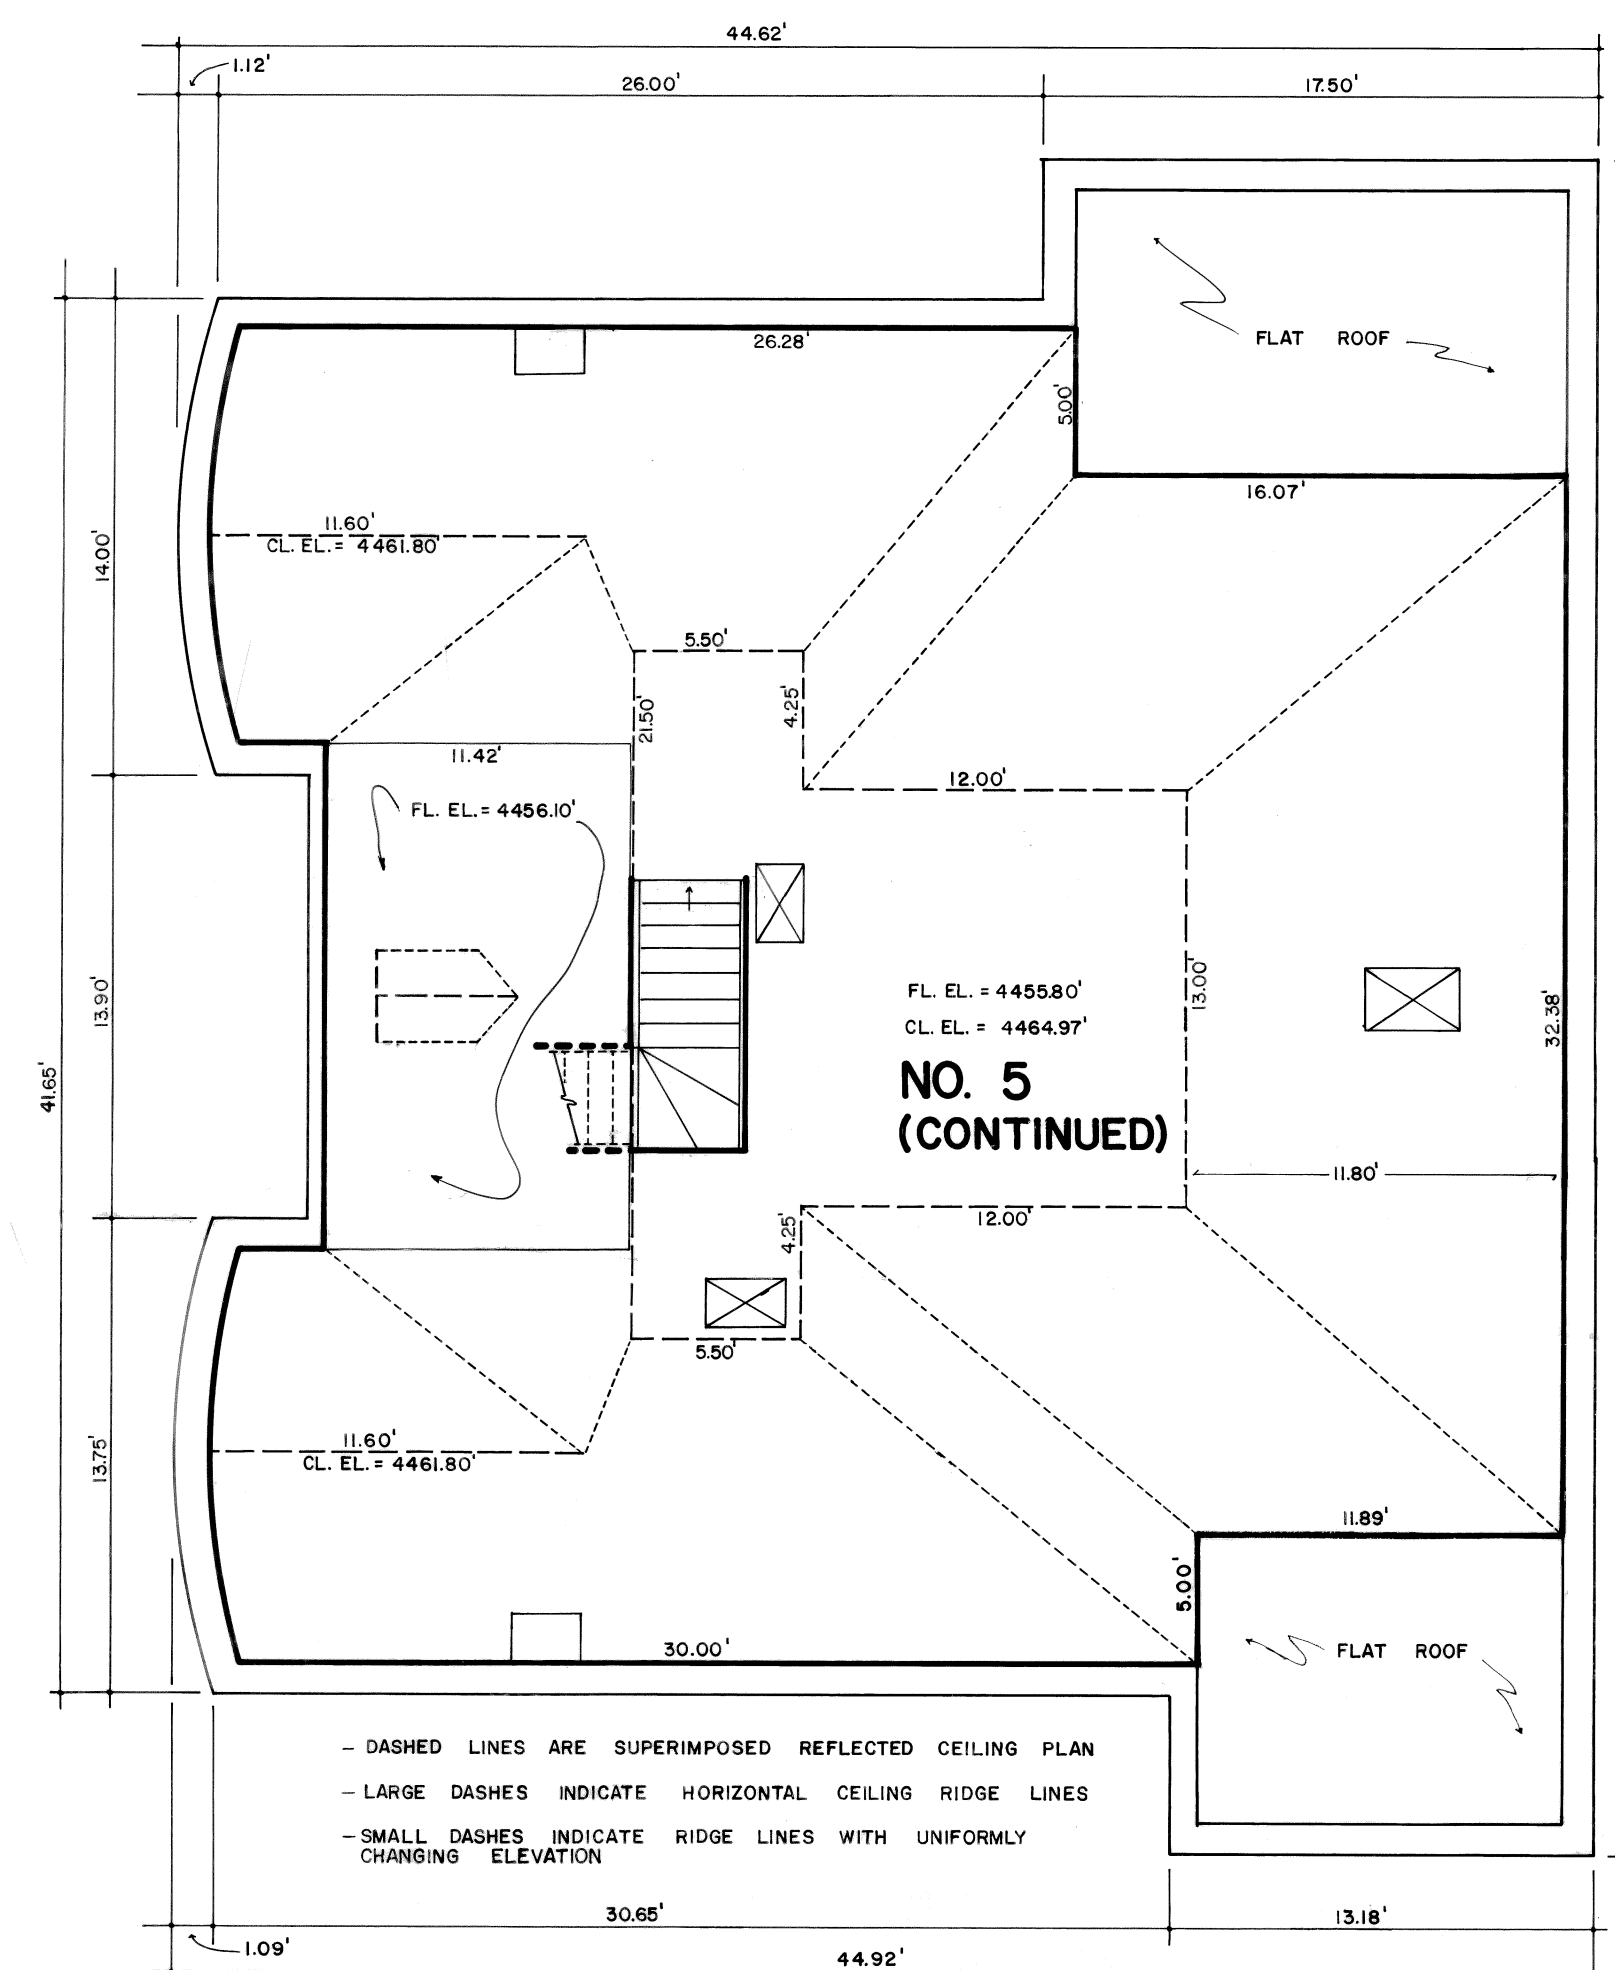 44.62'
1.12'
26.00'
17.50'
26.28'
FLAT ROOF
5.00'
16.07'
11.60'
CL. EL. = 4461.80'
14.00'
5.50'
4.25'
21.50'
11.42'
12.00'
FL. EL. = 4456.10'
13.90'
41.65'
FL. EL. = 4455.80'
CL. EL. = 4464.97'
NO. 5
(CONTINUED)
13.00'
32.38'
11.80'
12.00'
4.25'
5.50'
11.60'
CL. EL. = 4461.80'
13.75'
11.89'
5.00'
30.00'
FLAT ROOF
– DASHED LINES ARE SUPERIMPOSED REFLECTED CEILING PLAN
– LARGE DASHES INDICATE HORIZONTAL CEILING RIDGE LINES
– SMALL DASHES INDICATE RIDGE LINES WITH UNIFORMLY
CHANGING ELEVATION
30.65'
13.18'
1.09'
44.92'